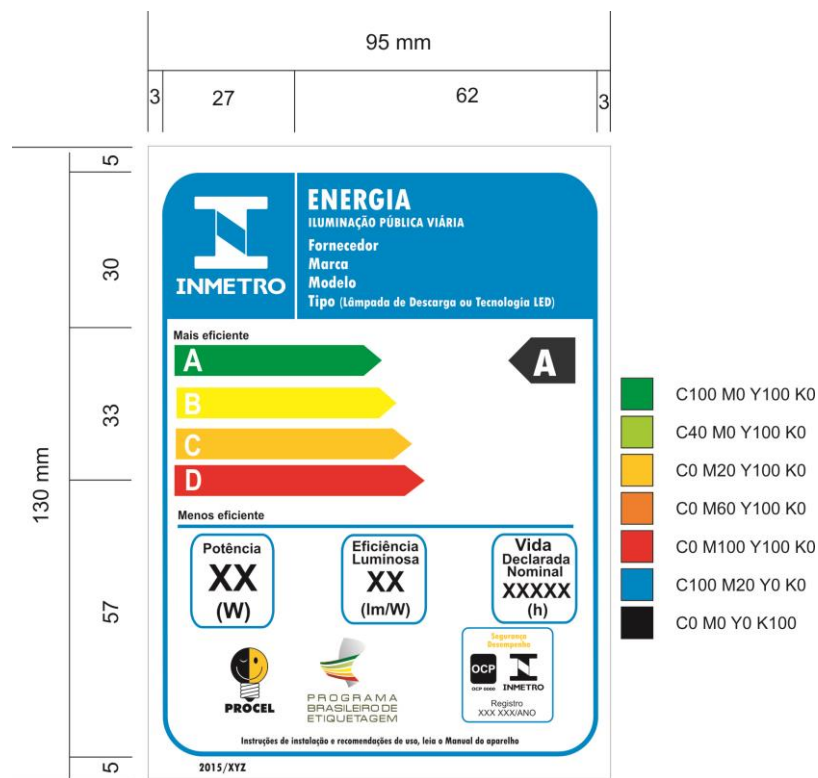 95 mm
3 27 62 3
5
30
33
57
5
130 mm
INMETRO
ENERGIA
ILUMINAÇÃO PÚBLICA VIÁRIA
Fornecedor
Marca
Modelo
Tipo (Lâmpada de Descarga ou Tecnologia LED)
Mais eficiente
A A
B
C
D
Menos eficiente
Potência
XX
(W)
Eficiência
Luminosa
XX
(lm/W)
Vida
Declarada
Nominal
XXXXX
(h)
PROCEL
PROGRAMA
BRASILEIRO DE
ETIQUETAGEM
Segurança
Desempenho
OCP
OCP 0000
INMETRO
Registro
XXX XXX/ANO
Instruções de instalação e recomendações de uso, leia o Manual do aparelho
2015/XYZ
C100 M0 Y100 K0
C40 M0 Y100 K0
C0 M20 Y100 K0
C0 M60 Y100 K0
C0 M100 Y100 K0
C100 M20 Y0 K0
C0 M0 Y0 K100